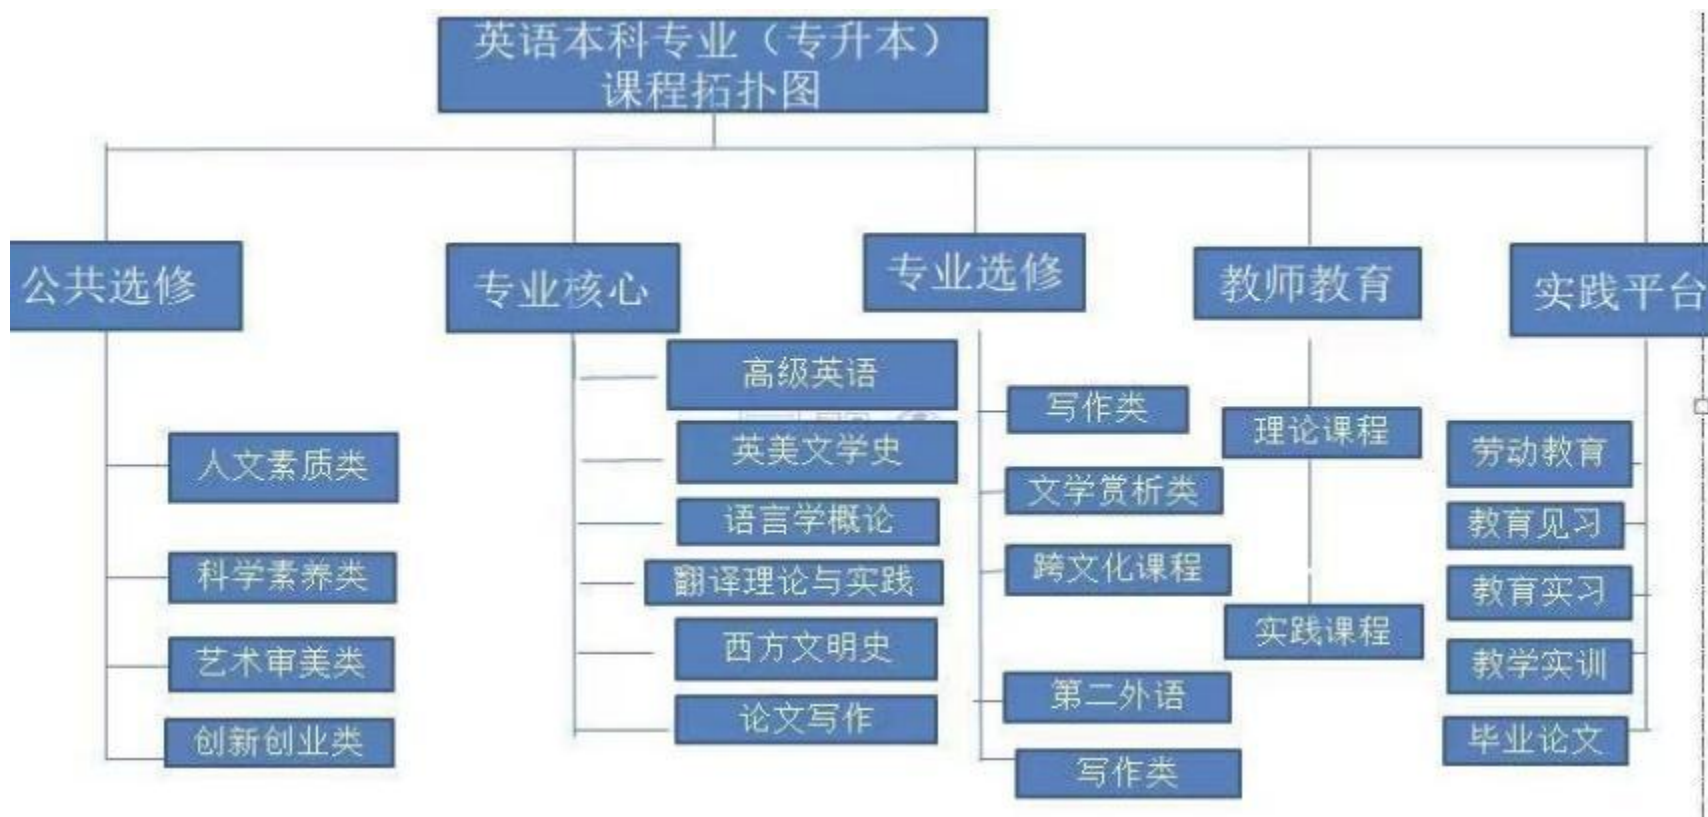 英语本科专业（专升本）
课程拓扑图
公共选修
专业核心
专业选修
教师教育
实践平台
人文素质类
科学素养类
艺术审美类
创新创业类
高级英语
英美文学史
语言学概论
翻译理论与实践
西方文明史
论文写作
写作类
文学赏析类
跨文化课程
第二外语
写作类
理论课程
实践课程
劳动教育
教育见习
教育实习
教学实训
毕业论文